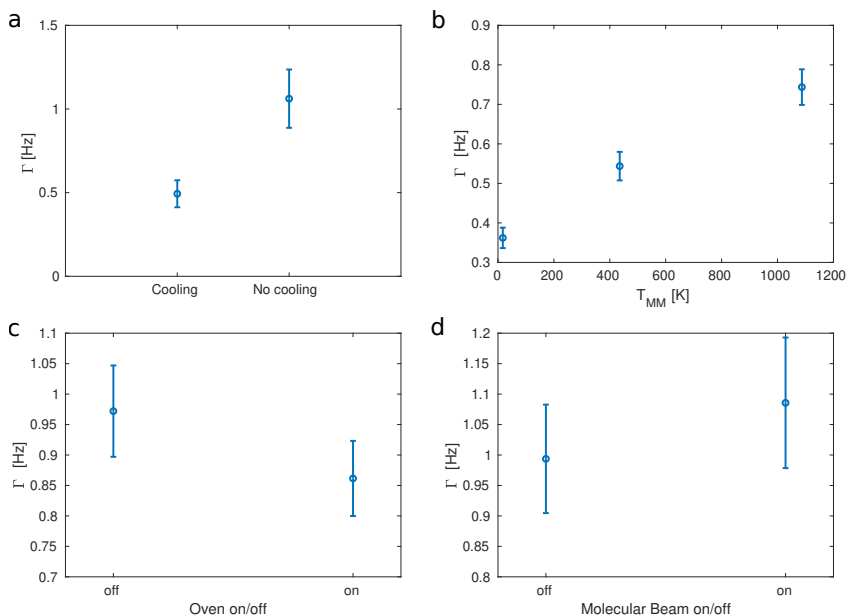 a
1.5
1
0.5
0
Γ [Hz]
Cooling
No cooling
b
0.9
0.8
0.7
0.6
0.5
0.4
0.3
Γ [Hz]
0
200
400
600
800
1000
1200
T_MM [K]
c
1.1
1.05
1
0.95
0.9
0.85
0.8
0.75
0.7
Γ [Hz]
off
on
Oven on/off
d
1.2
1.15
1.1
1.05
1
0.95
0.9
0.85
0.8
Γ [Hz]
off
on
Molecular Beam on/off